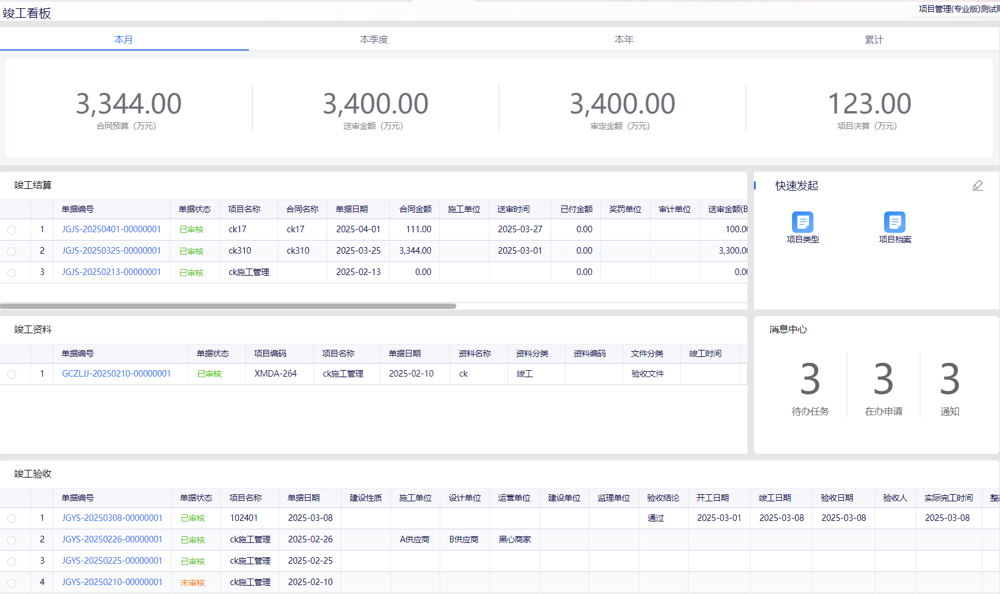 竣工看板
项目管理(专业版)测试
本月 本季度 本年 累计
3,344.00 3,400.00 3,400.00 123.00
合同预算（万元） 送审金额（万元） 审定金额（万元） 项目决算（万元）
竣工结算
单据编号 单据状态 项目名称 合同名称 单据日期 合同金额 施工单位 送审时间 已付金额 奖罚单位 审计单位 送审金额(
1 JGJS-20250401-00000001 已审核 ck17 ck17 2025-04-01 111.00 2025-03-27 0.00 100.0
2 JGJS-20250325-00000001 已审核 ck310 ck310 2025-03-25 3,344.00 2025-03-01 0.00 3,300.0
3 JGJS-20250213-00000001 已审核 ck施工管理 2025-02-13 0.00 0.00 0.0
快速发起
项目类型 项目档案
竣工资料
单据编号 单据状态 项目编码 项目名称 单据日期 资料名称 资料分类 资料编码 文件分类 竣工时间
1 GCZLJJ-20250210-00000001 已审核 XMDA-264 ck施工管理 2025-02-10 ck 竣工 验收文件
消息中心
3 3 3
待办任务 在办申请 通知
竣工验收
单据编号 单据状态 项目名称 单据日期 建设性质 施工单位 设计单位 运营单位 建设单位 监理单位 验收结论 开工日期 竣工日期 验收日期 验收人 实际完工时间 整
1 JGYS-20250308-00000001 已审核 102401 2025-03-08 通过 2025-03-01 2025-03-08 2025-03-08 2025-03-08
2 JGYS-20250226-00000001 已审核 ck施工管理 2025-02-26 A供应商 B供应商 黑心商家
3 JGYS-20250225-00000001 已审核 ck施工管理 2025-02-25
4 JGYS-20250210-00000001 未审核 ck施工管理 2025-02-10